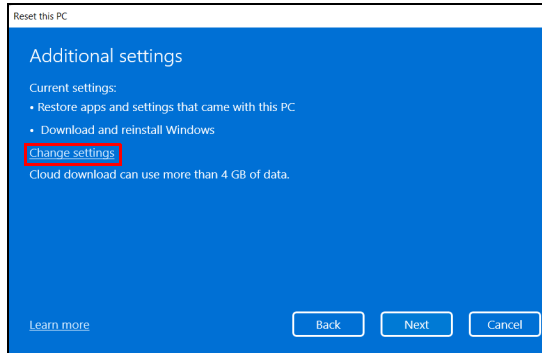 Reset this PC
Additional settings
Current settings:
• Restore apps and settings that came with this PC
• Download and reinstall Windows
Change settings
Cloud download can use more than 4 GB of data.
Learn more
Back
Next
Cancel